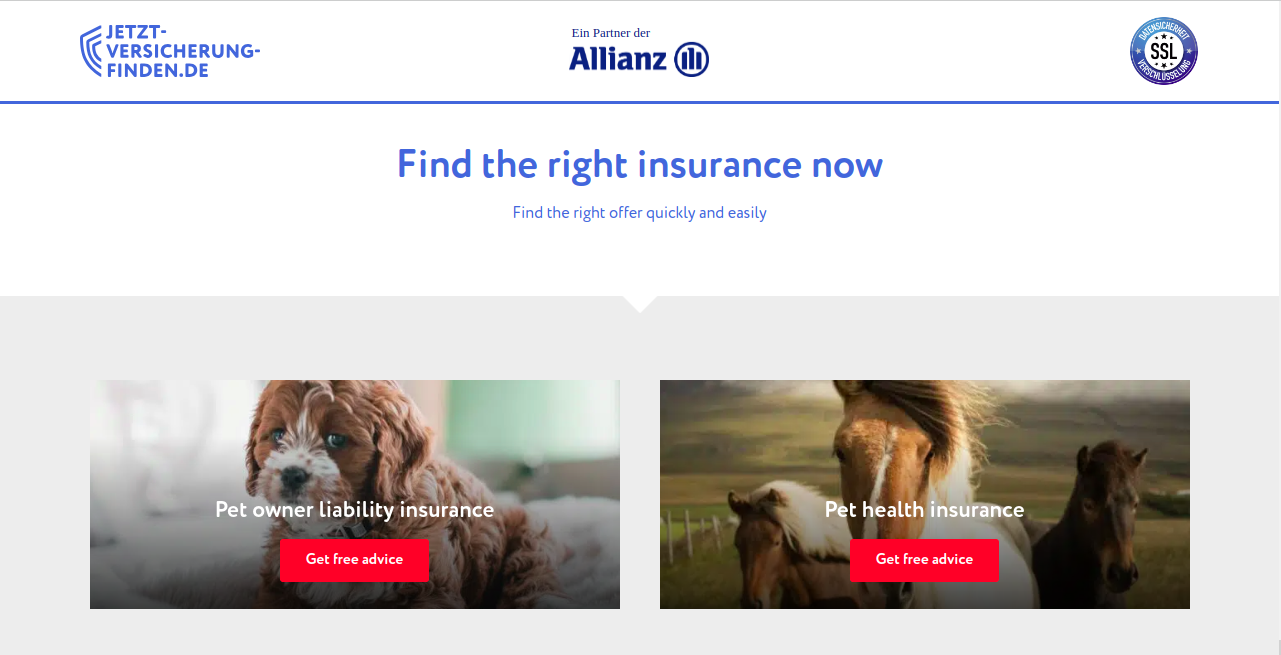 JETZT-
VERSICHERUNG-
FINDEN.DE
Ein Partner der
Allianz
DATENSICHERHEIT
SSL
VERSCHLÜSSELUNG
Find the right insurance now
Find the right offer quickly and easily
Pet owner liability insurance
Get free advice
Pet health insurance
Get free advice